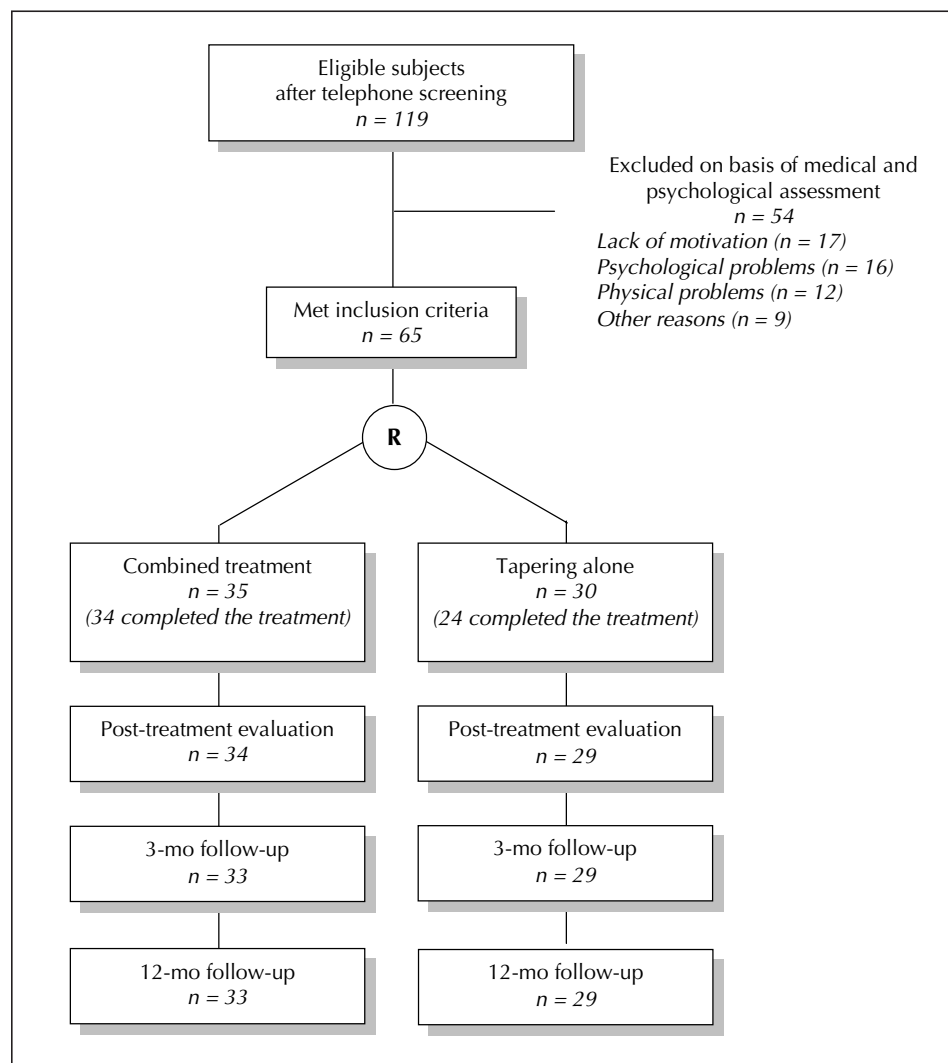 Eligible subjects
after telephone screening
n = 119
Excluded on basis of medical and
psychological assessment
n = 54
Lack of motivation (n = 17)
Psychological problems (n = 16)
Physical problems (n = 12)
Other reasons (n = 9)
Met inclusion criteria
n = 65
R
Combined treatment
n = 35
(34 completed the treatment)
Tapering alone
n = 30
(24 completed the treatment)
Post-treatment evaluation
n = 34
Post-treatment evaluation
n = 29
3-mo follow-up
n = 33
3-mo follow-up
n = 29
12-mo follow-up
n = 33
12-mo follow-up
n = 29